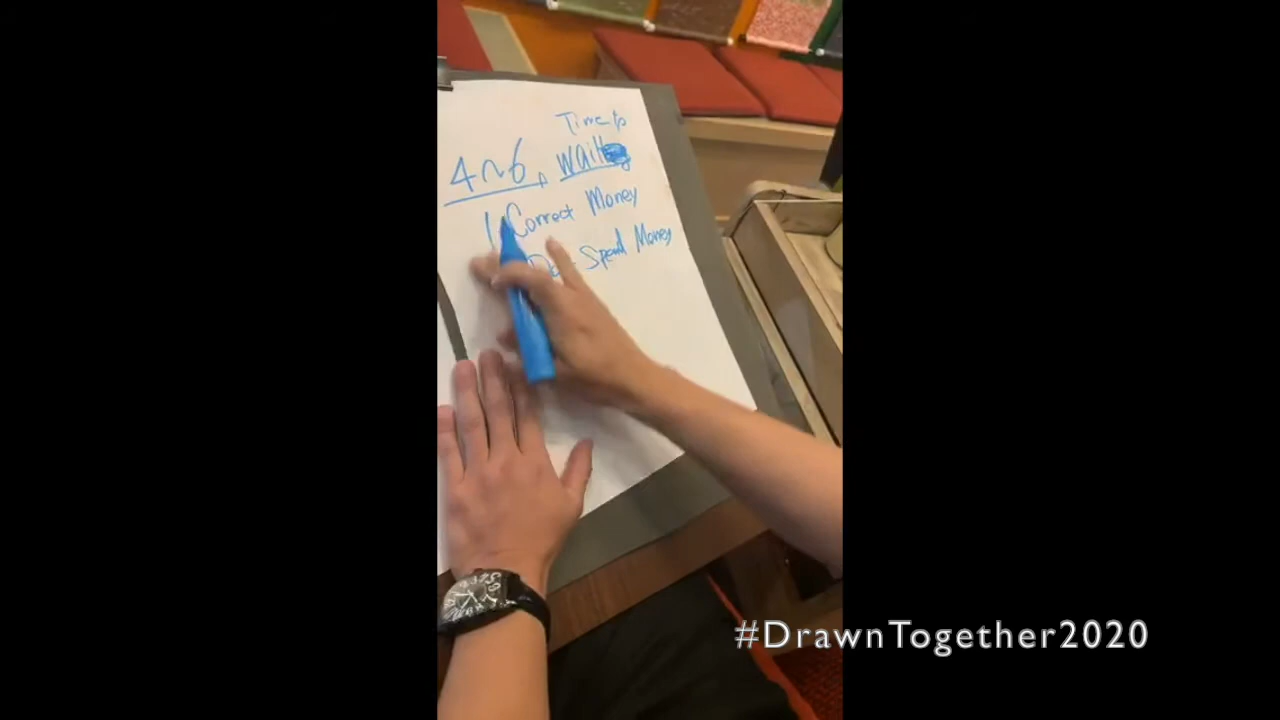 Time to
4~6, Wait
Correct Money
Spend Money
#DrawnTogether2020